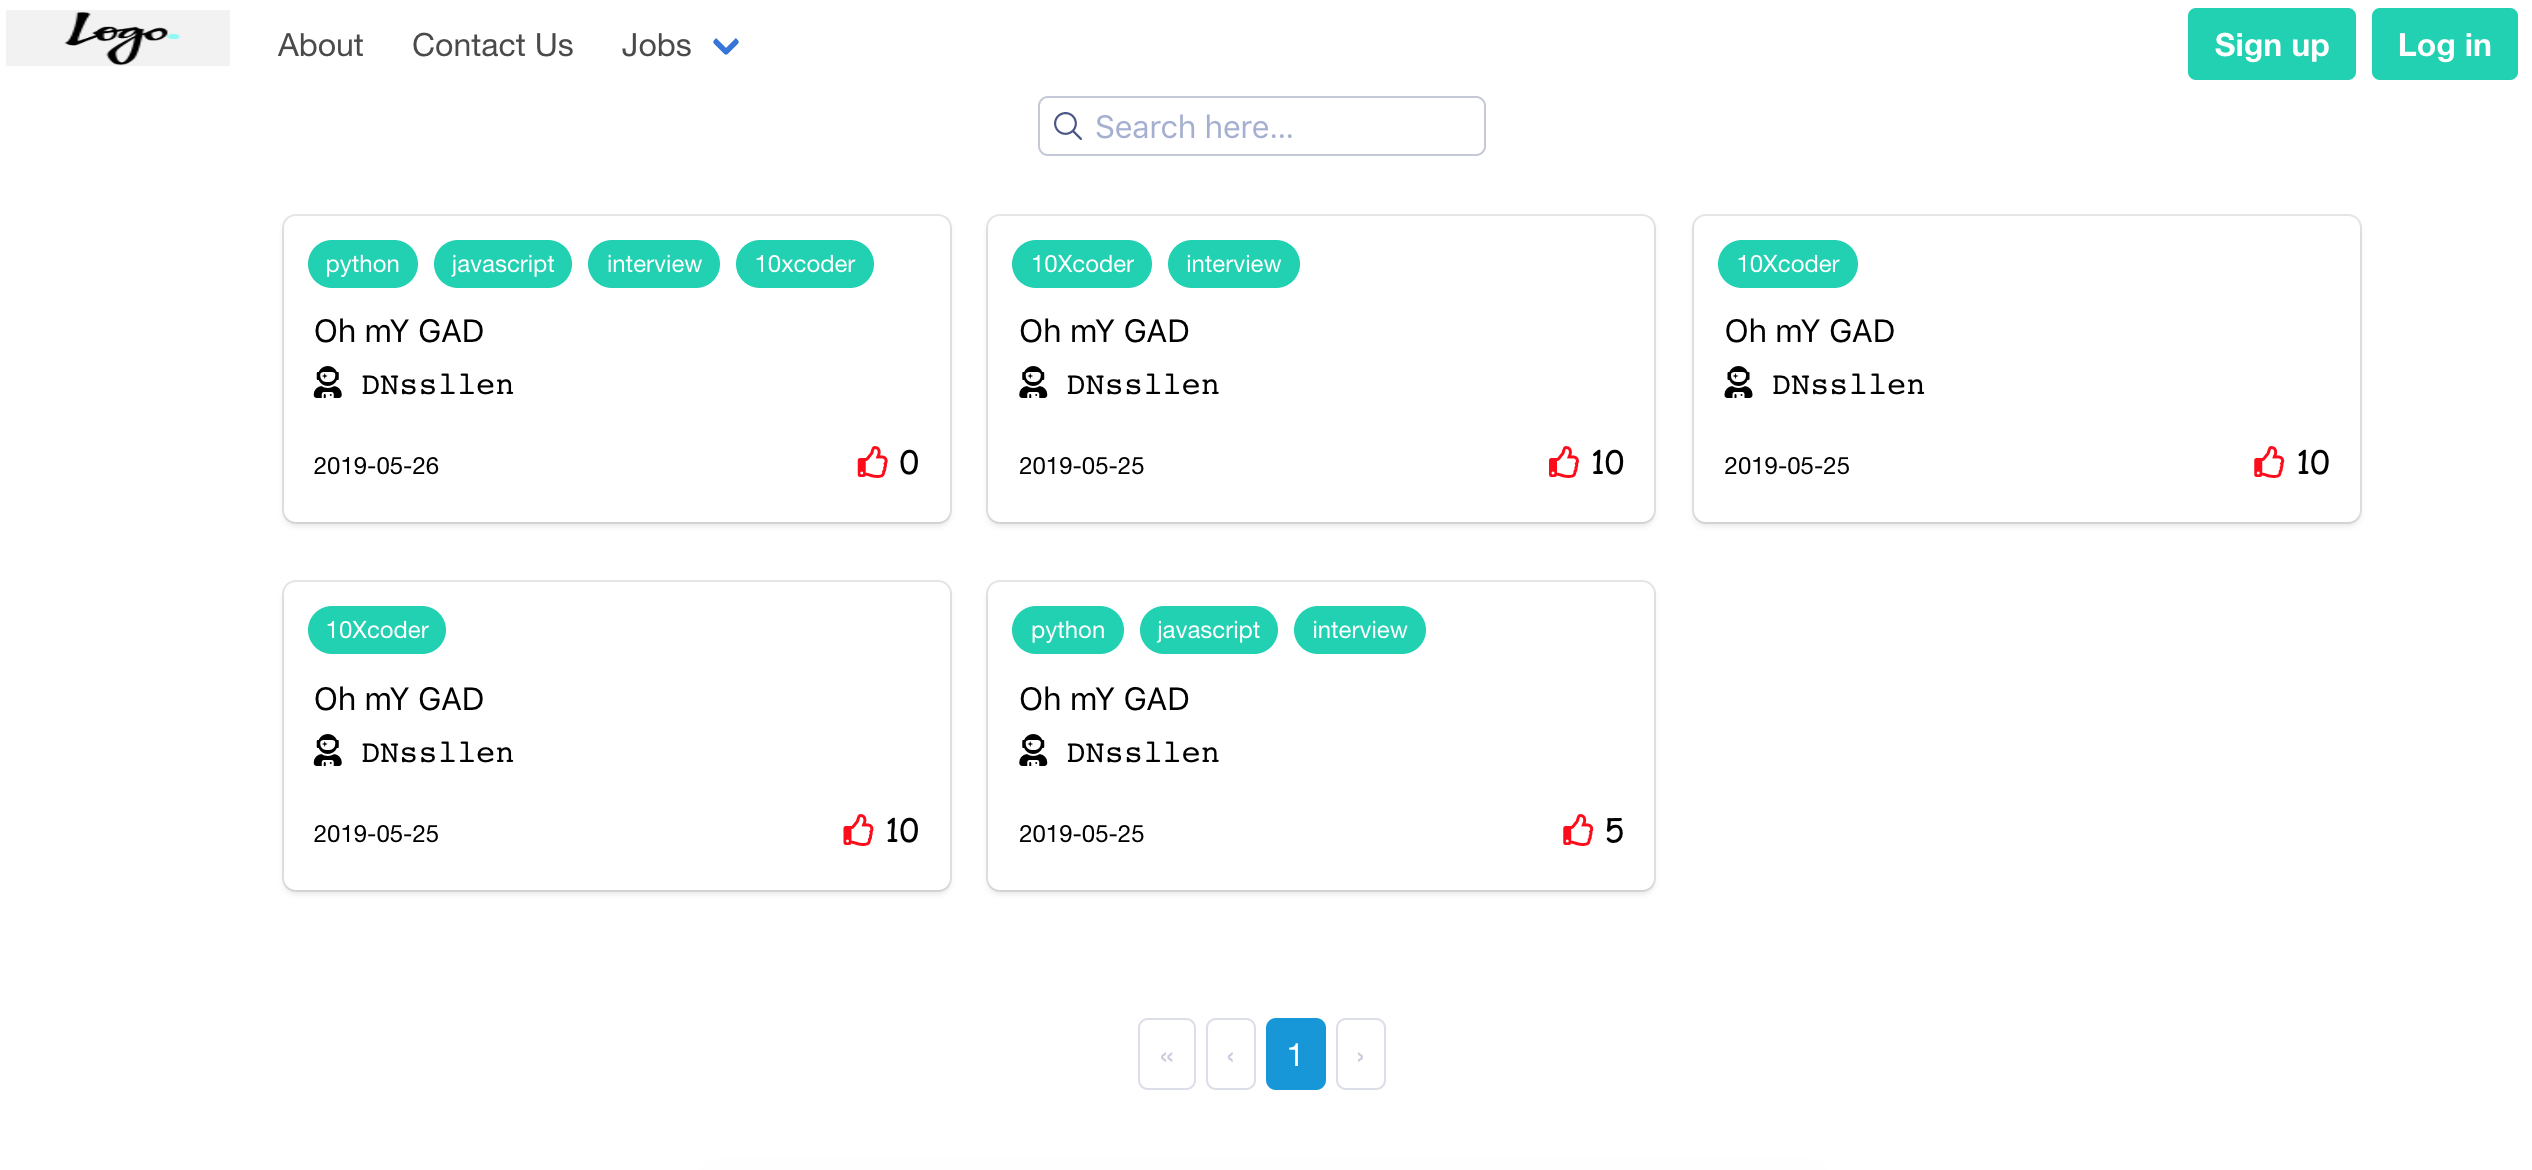 Logo
About Contact Us Jobs Sign up Log in
Search here...
python javascript interview 10xcoder
Oh mY GAD
DNssllen
2019-05-26 0
10Xcoder interview
Oh mY GAD
DNssllen
2019-05-25 10
10Xcoder
Oh mY GAD
DNssllen
2019-05-25 10
10Xcoder
Oh mY GAD
DNssllen
2019-05-25 10
python javascript interview
Oh mY GAD
DNssllen
2019-05-25 5
« ‹ 1 ›